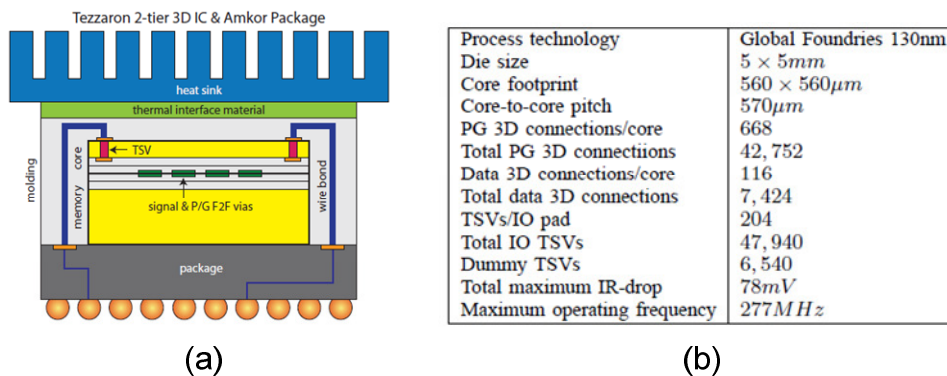 Tezzaron 2-tier 3D IC & Amkor Package
heat sink
thermal interface material
molding
core
TSV
memory
signal & P/G F2F vias
wire bond
package
(a)
Process technology Global Foundries 130nm
Die size 5 × 5mm
Core footprint 560 × 560μm
Core-to-core pitch 570μm
PG 3D connections/core 668
Total PG 3D connectiions 42,752
Data 3D connections/core 116
Total data 3D connections 7,424
TSVs/IO pad 204
Total IO TSVs 47,940
Dummy TSVs 6,540
Total maximum IR-drop 78mV
Maximum operating frequency 277MHz
(b)